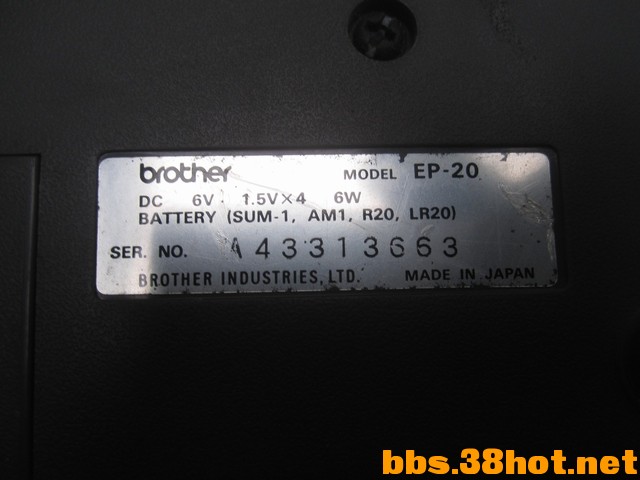 brother MODEL EP-20
DC 6V 1.5V×4 6W
BATTERY (SUM-1, AM1, R20, LR20)
SER. NO. A43313663
BROTHER INDUSTRIES, LTD. MADE IN JAPAN
bbs.38hot.net